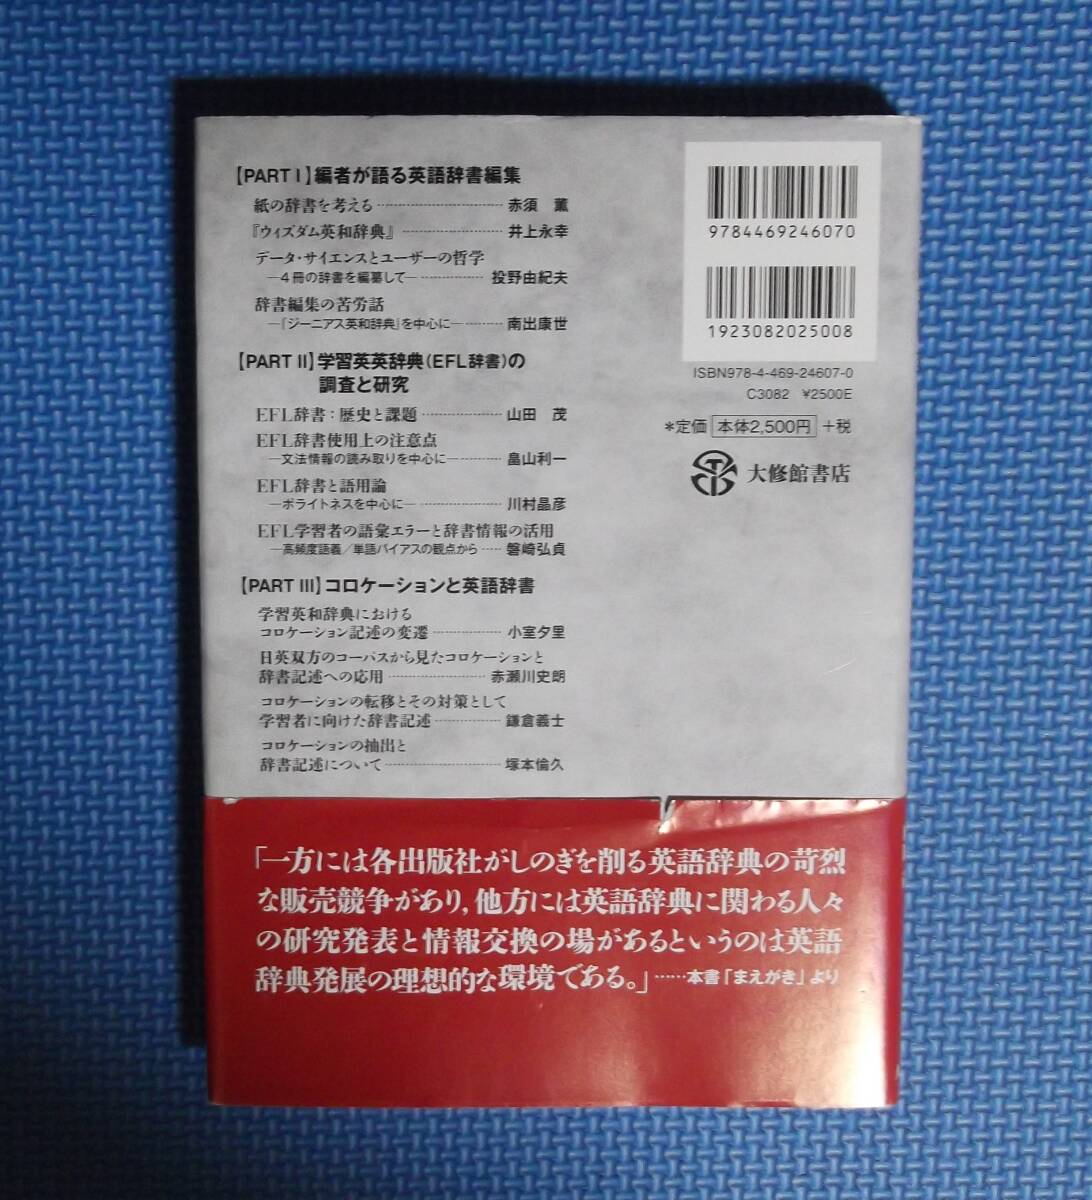 【PART I】編者が語る英語辞書編集
紙の辞書を考える……………………………赤須 薫
『ウィズダム英和辞典』……………………井上永幸
データ・サイエンスとユーザーの哲学
―4冊の辞書を編纂して―……………投野由紀夫
辞書編集の苦労話
―『ジーニアス英和辞典』を中心に―………南出康世
【PART II】学習英英辞典（EFL辞書）の
調査と研究
EFL辞書：歴史と課題………………山田 茂
EFL辞書使用上の注意点
―文法情報の読み取りを中心に―…………畠山利一
EFL辞書と語用論
―ポライトネスを中心に―…………………川村晶彦
EFL学習者の語彙エラーと辞書情報の活用
―高頻度語義／単語バイアスの観点から……磐崎弘貞
【PART III】コロケーションと英語辞書
学習英和辞典における
コロケーション記述の変遷………………小室夕里
日英双方のコーパスから見たコロケーションと
辞書記述への応用………………………赤瀬川史朗
コロケーションの転移とその対策として
学習者に向けた辞書記述………………鎌倉義士
コロケーションの抽出と
辞書記述について…………………………塚本倫久
9784469246070
1923082025008
ISBN978-4-469-24607-0
C3082 ¥2500E
*定価 本体2,500円 +税
大修館書店
「一方には各出版社がしのぎを削る英語辞典の苛烈
な販売競争があり，他方には英語辞典に関わる人々
の研究発表と情報交換の場があるというのは英語
辞典発展の理想的な環境である。」……本書「まえがき」より